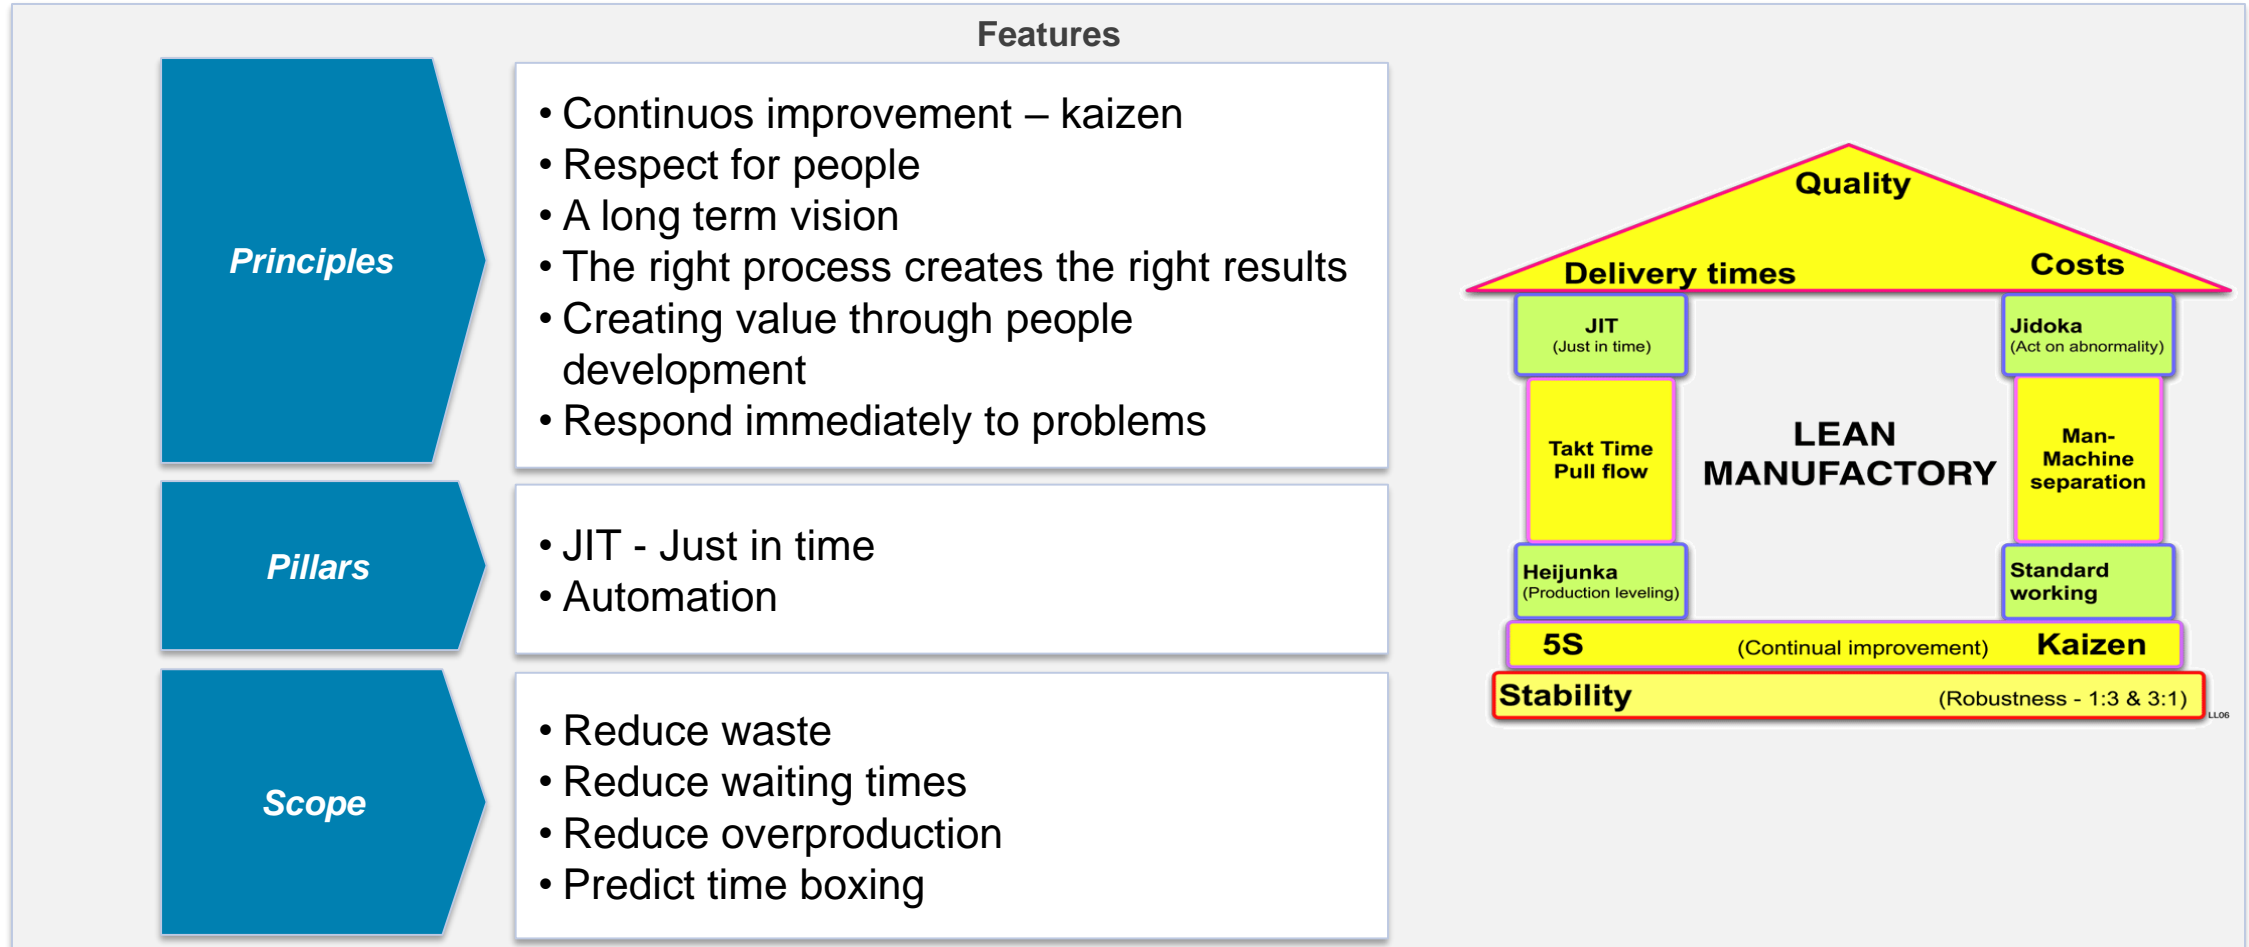 Features
Principles
• Continuos improvement – kaizen
• Respect for people
• A long term vision
• The right process creates the right results
• Creating value through people
development
• Respond immediately to problems
Pillars
• JIT - Just in time
• Automation
Scope
• Reduce waste
• Reduce waiting times
• Reduce overproduction
• Predict time boxing
Quality
Delivery times
Costs
JIT
(Just in time)
Jidoka
(Act on abnormality)
Takt Time
Pull flow
LEAN
MANUFACTORY
Man-
Machine
separation
Heijunka
(Production leveling)
Standard
working
5S (Continual improvement) Kaizen
Stability (Robustness - 1:3 & 3:1)
LL06